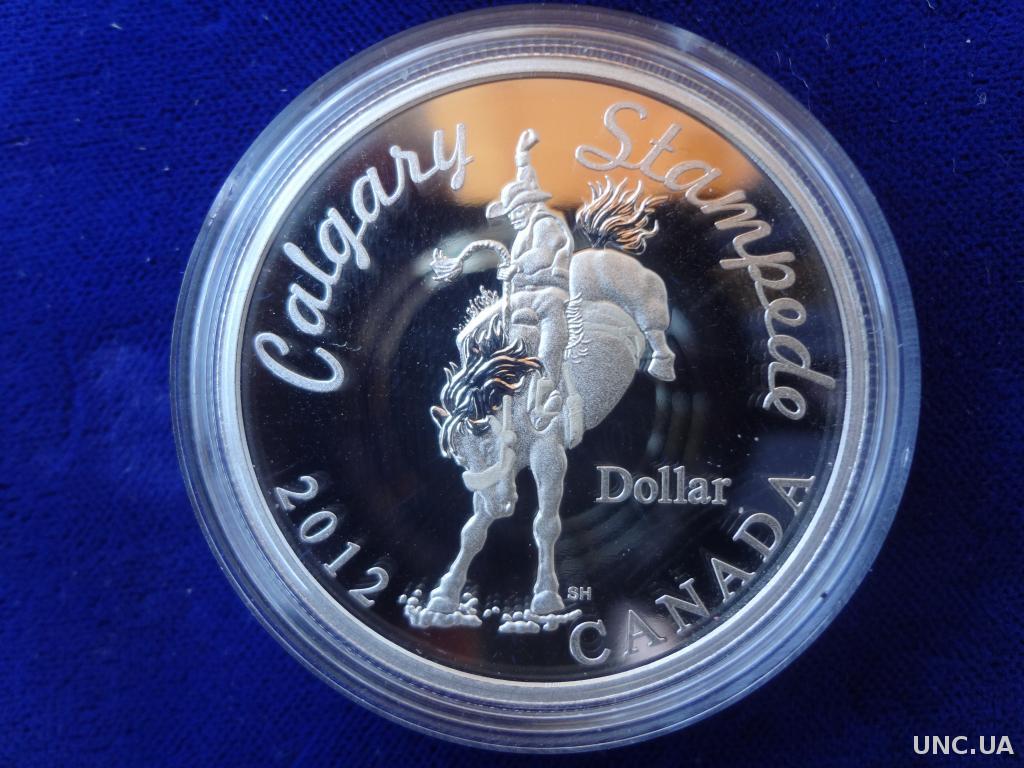 Calgary Stampede
Dollar
2012
SH
CANADA
UNC.UA